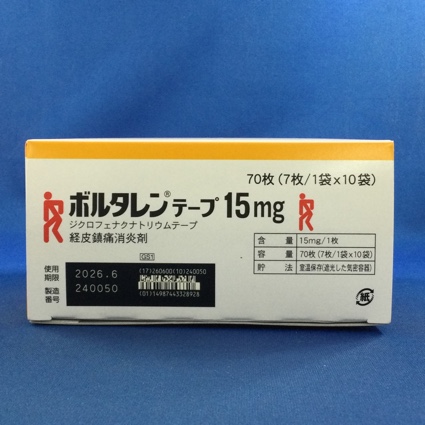 70枚(7枚/1袋×10袋)
ボルタレン®テープ15mg
ジクロフェナクナトリウムテープ
経皮鎮痛消炎剤
含量 15mg/1枚
容量 70枚(7枚/1袋×10袋)
貯法 室温保存(遮光した気密容器)
GS1
使用期限 2026.6
(17)260600(10)240050
製造番号 240050
(01)14987443328928
紙